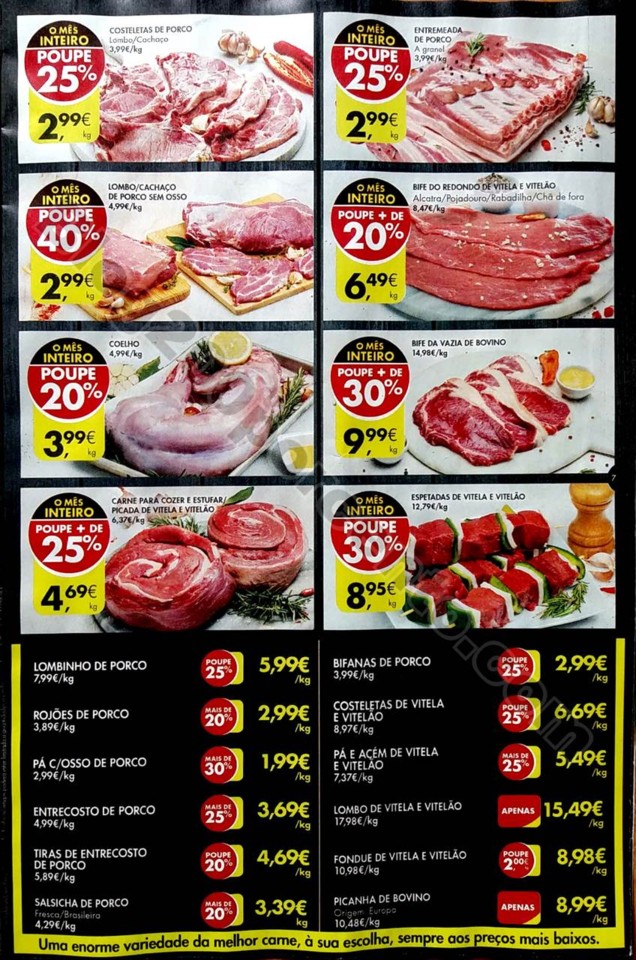 O MÊS
INTEIRO
POUPE
25%
2,99€
kg
COSTELETAS DE PORCO
Lombo/Cachaço
3,99€/kg
O MÊS
INTEIRO
POUPE
25%
2,99€
kg
ENTREMEADA
DE PORCO
A granel
3,99€/kg
O MÊS
INTEIRO
POUPE
40%
2,99€
kg
LOMBO/CACHAÇO
DE PORCO SEM OSSO
4,99€/kg
O MÊS
INTEIRO
POUPE + DE
20%
6,49€
kg
BIFE DO REDONDO DE VITELA E VITELÃO
Alcatra/Pojadouro/Rabadilha/Chã de fora
8,47€/kg
O MÊS
INTEIRO
POUPE
20%
3,99€
kg
COELHO
4,99€/kg
O MÊS
INTEIRO
POUPE + DE
30%
9,99€
kg
BIFE DA VAZIA DE BOVINO
14,98€/kg
7
O MÊS
INTEIRO
POUPE + DE
25%
4,69€
kg
CARNE PARA COZER E ESTUFAR/
PICADA DE VITELA E VITELÃO
6,37€/kg
O MÊS
INTEIRO
POUPE
30%
8,95€
kg
ESPETADAS DE VITELA E VITELÃO
12,79€/kg
LOMBINHO DE PORCO
7,99€/kg
POUPE
25%
5,99€
/kg
ROJÕES DE PORCO
3,89€/kg
MAIS DE
20%
2,99€
/kg
PÁ C/OSSO DE PORCO
2,99€/kg
MAIS DE
30%
1,99€
/kg
ENTRECOSTO DE PORCO
4,99€/kg
MAIS DE
25%
3,69€
/kg
TIRAS DE ENTRECOSTO
DE PORCO
5,89€/kg
POUPE
20%
4,69€
/kg
SALSICHA DE PORCO
Fresca/Brasileira
4,29€/kg
MAIS DE
20%
3,39€
/kg
BIFANAS DE PORCO
3,99€/kg
POUPE
25%
2,99€
/kg
COSTELETAS DE VITELA
E VITELÃO
8,97€/kg
POUPE
25%
6,69€
/kg
PÁ E ACÉM DE VITELA
E VITELÃO
7,37€/kg
MAIS DE
25%
5,49€
/kg
LOMBO DE VITELA E VITELÃO
17,98€/kg
APENAS
15,49€
/kg
FONDUE DE VITELA E VITELÃO
10,98€/kg
POUPE
2,00€
8,98€
/kg
PICANHA DE BOVINO
Origem: Europa
10,48€/kg
APENAS
8,99€
/kg
Uma enorme variedade da melhor carne, à sua escolha, sempre aos preços mais baixos.